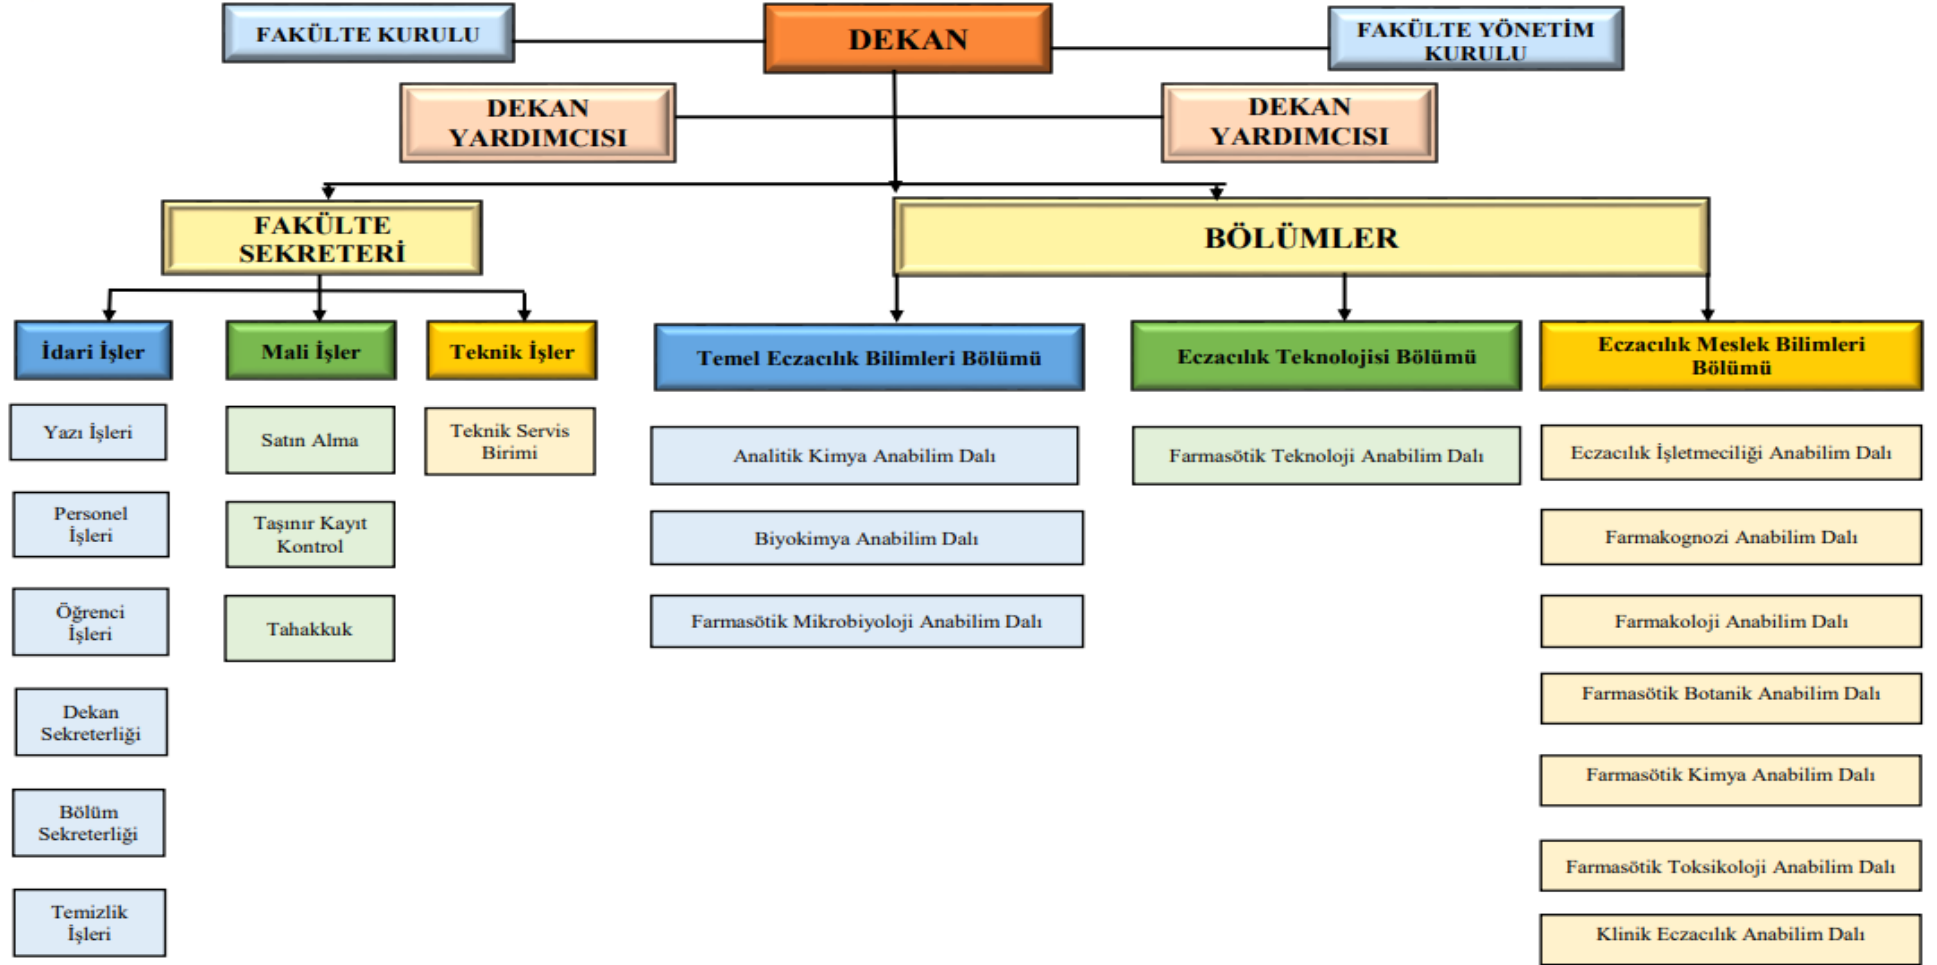 FAKÜLTE KURULU
DEKAN
FAKÜLTE YÖNETİM
KURULU
DEKAN
YARDIMCISI
DEKAN
YARDIMCISI
FAKÜLTE
SEKRETERİ
BÖLÜMLER
İdari İşler
Mali İşler
Teknik İşler
Temel Eczacılık Bilimleri Bölümü
Eczacılık Teknolojisi Bölümü
Eczacılık Meslek Bilimleri
Bölümü
Yazı İşleri
Personel
İşleri
Öğrenci
İşleri
Dekan
Sekreterliği
Bölüm
Sekreterliği
Temizlik
İşleri
Satın Alma
Taşınır Kayıt
Kontrol
Tahakkuk
Teknik Servis
Birimi
Analitik Kimya Anabilim Dalı
Biyokimya Anabilim Dalı
Farmasötik Mikrobiyoloji Anabilim Dalı
Farmasötik Teknoloji Anabilim Dalı
Eczacılık İşletmeciliği Anabilim Dalı
Farmakognozi Anabilim Dalı
Farmakoloji Anabilim Dalı
Farmasötik Botanik Anabilim Dalı
Farmasötik Kimya Anabilim Dalı
Farmasötik Toksikoloji Anabilim Dalı
Klinik Eczacılık Anabilim Dalı